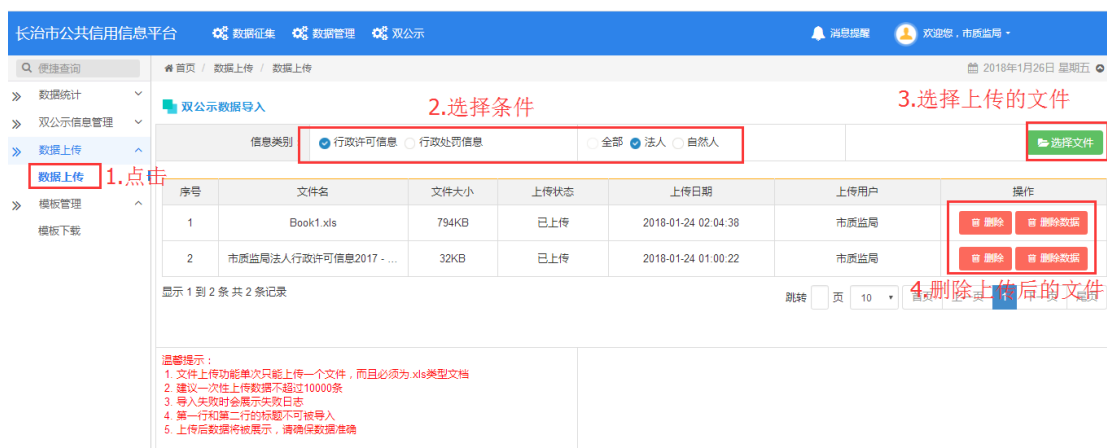 长治市公共信用信息平台 数据征集 数据管理 双公示 消息提醒 欢迎您，市质监局
便捷查询 首页 / 数据上传 / 数据上传 2018年1月26日 星期五
数据统计
双公示信息管理
数据上传
数据上传
模板管理
模板下载
1.点击
双公示数据导入
2.选择条件
3.选择上传的文件
信息类别 行政许可信息 行政处罚信息 全部 法人 自然人 选择文件
序号 文件名 文件大小 上传状态 上传日期 上传用户 操作
1 Book1.xls 794KB 已上传 2018-01-24 02:04:38 市质监局 删除 删除数据
2 市质监局法人行政许可信息2017 - ... 32KB 已上传 2018-01-24 01:00:22 市质监局 删除 删除数据
4.删除上传后的文件
显示 1 到 2 条 共 2 条记录 跳转 页 10 首页 上一页 1 下一页 尾页
温馨提示：
1. 文件上传功能单次只能上传一个文件，而且必须为.xls类型文档
2. 建议一次性上传数据不超过10000条
3. 导入失败时会展示失败日志
4. 第一行和第二行的标题不可被导入
5. 上传后数据将被展示，请确保数据准确